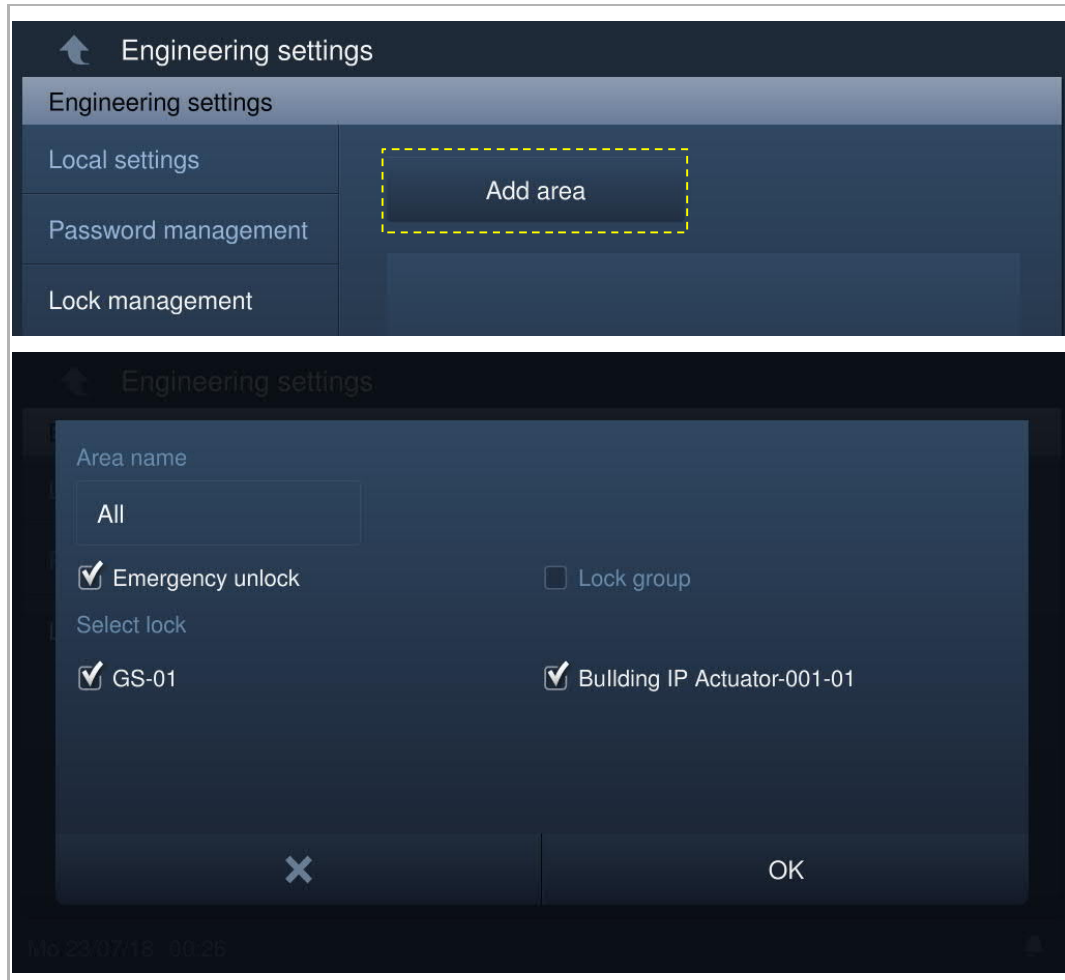 Engineering settings
Engineering settings
Local settings
Add area
Password management
Lock management
Engineering settings
Area name
All
Emergency unlock
Lock group
Select lock
GS-01
Bullding IP Actuator-001-01
OK
Mo 23/07/18 00:26